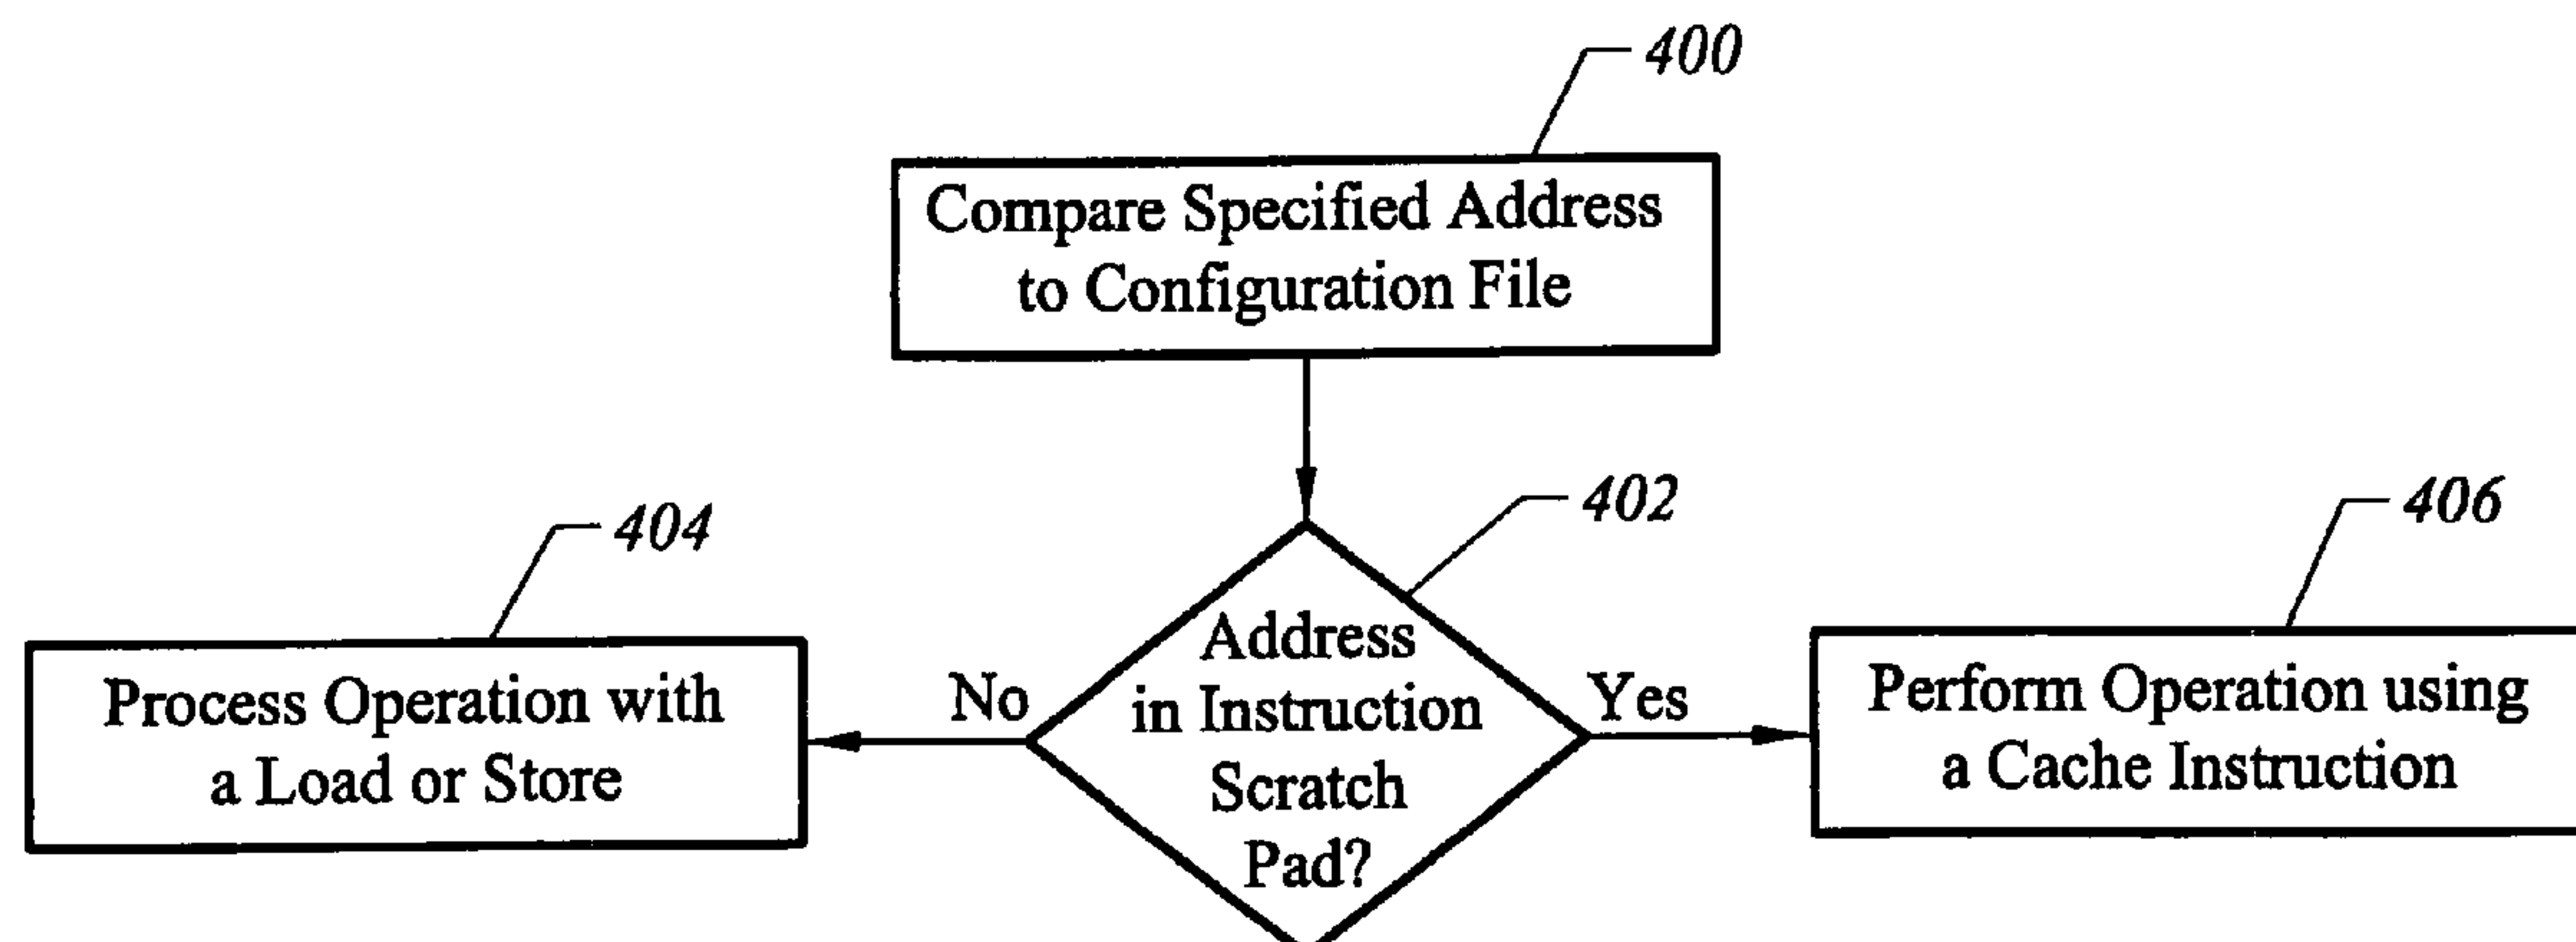 400
Compare Specified Address
to Configuration File
404
402
406
Address
in Instruction
Scratch
Pad?
No
Yes
Process Operation with
a Load or Store
Perform Operation using
a Cache Instruction